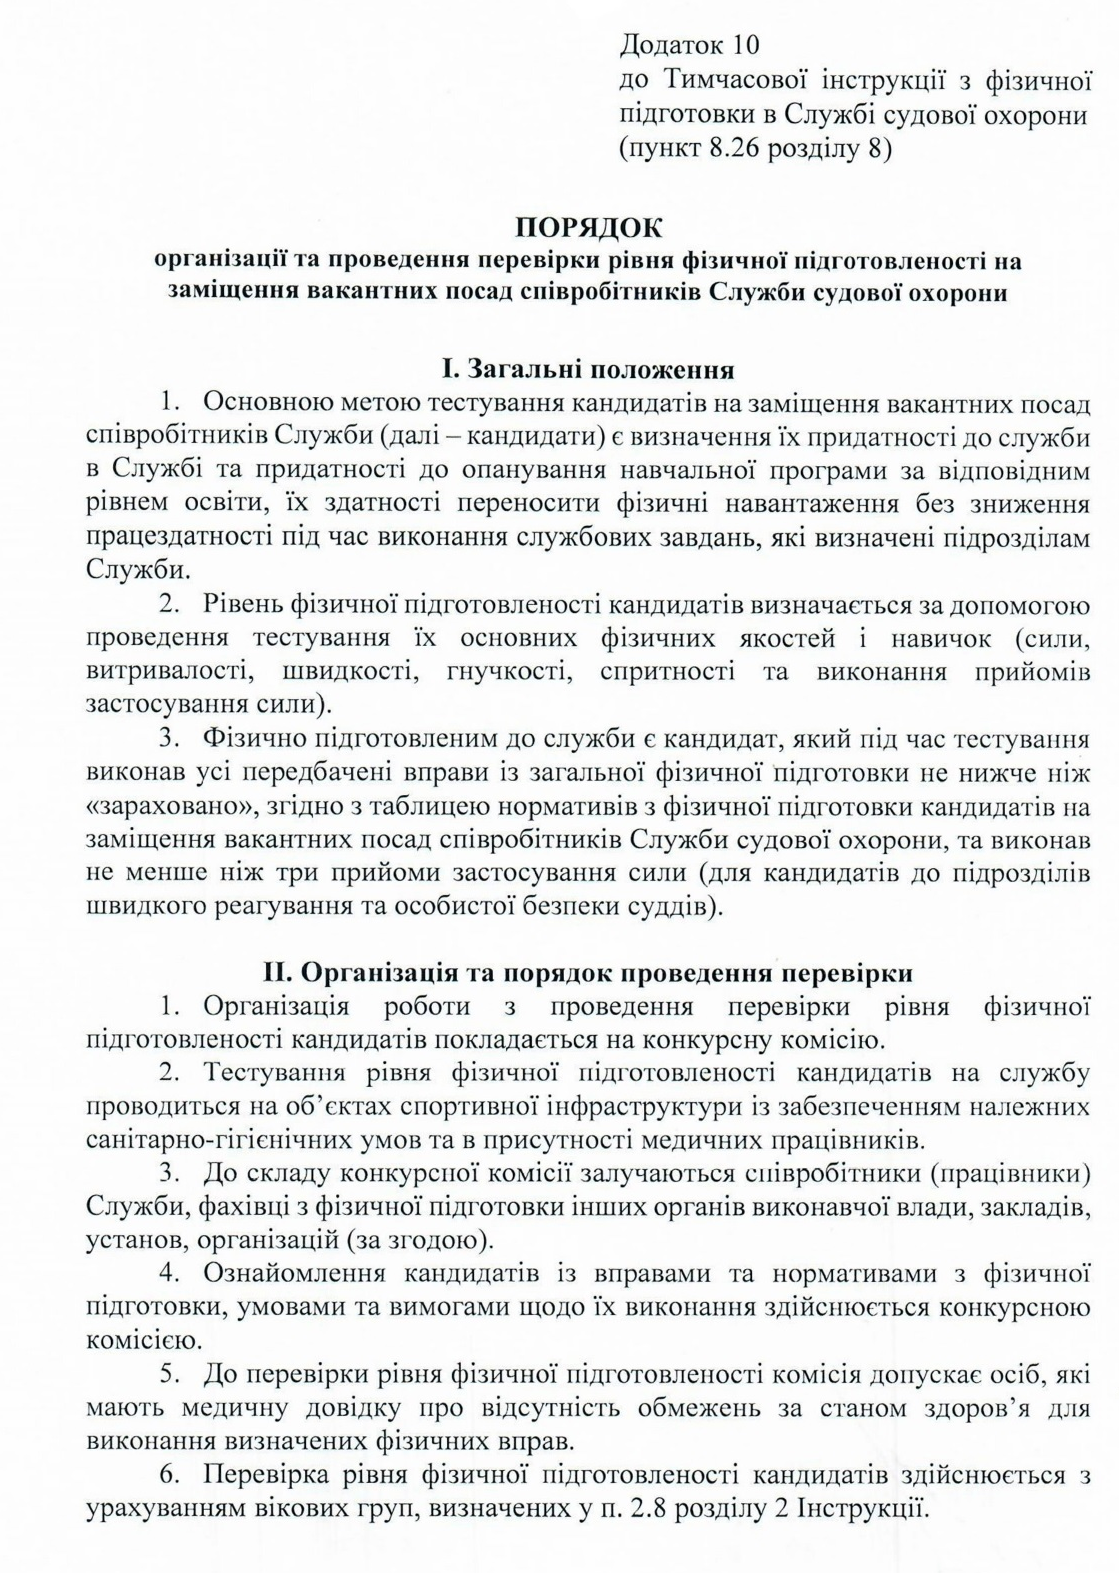 Додаток 10
до Тимчасової інструкції з фізичної
підготовки в Службі судової охорони
(пункт 8.26 розділу 8)
ПОРЯДОК
організації та проведення перевірки рівня фізичної підготовленості на
заміщення вакантних посад співробітників Служби судової охорони
І. Загальні положення
1. Основною метою тестування кандидатів на заміщення вакантних посад
співробітників Служби (далі – кандидати) є визначення їх придатності до служби
в Службі та придатності до опанування навчальної програми за відповідним
рівнем освіти, їх здатності переносити фізичні навантаження без зниження
працездатності під час виконання службових завдань, які визначені підрозділам
Служби.
2. Рівень фізичної підготовленості кандидатів визначається за допомогою
проведення тестування їх основних фізичних якостей і навичок (сили,
витривалості, швидкості, гнучкості, спритності та виконання прийомів
застосування сили).
3. Фізично підготовленим до служби є кандидат, який під час тестування
виконав усі передбачені вправи із загальної фізичної підготовки не нижче ніж
«зараховано», згідно з таблицею нормативів з фізичної підготовки кандидатів на
заміщення вакантних посад співробітників Служби судової охорони, та виконав
не менше ніж три прийоми застосування сили (для кандидатів до підрозділів
швидкого реагування та особистої безпеки суддів).
ІІ. Організація та порядок проведення перевірки
1. Організація роботи з проведення перевірки рівня фізичної
підготовленості кандидатів покладається на конкурсну комісію.
2. Тестування рівня фізичної підготовленості кандидатів на службу
проводиться на об’єктах спортивної інфраструктури із забезпеченням належних
санітарно-гігієнічних умов та в присутності медичних працівників.
3. До складу конкурсної комісії залучаються співробітники (працівники)
Служби, фахівці з фізичної підготовки інших органів виконавчої влади, закладів,
установ, організацій (за згодою).
4. Ознайомлення кандидатів із вправами та нормативами з фізичної
підготовки, умовами та вимогами щодо їх виконання здійснюється конкурсною
комісією.
5. До перевірки рівня фізичної підготовленості комісія допускає осіб, які
мають медичну довідку про відсутність обмежень за станом здоров’я для
виконання визначених фізичних вправ.
6. Перевірка рівня фізичної підготовленості кандидатів здійснюється з
урахуванням вікових груп, визначених у п. 2.8 розділу 2 Інструкції.